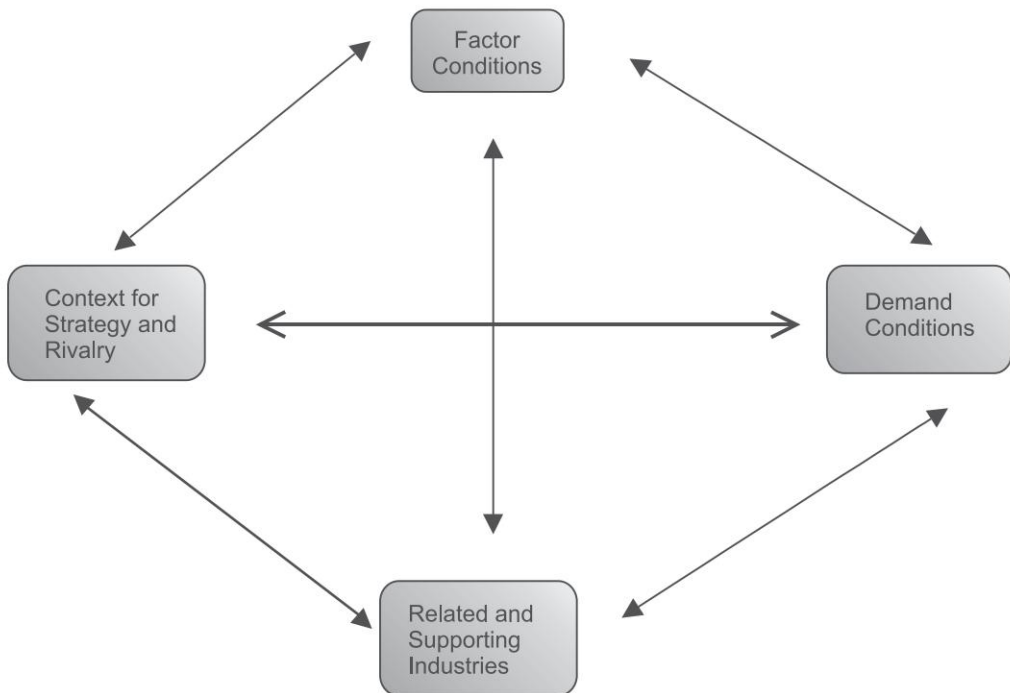 Factor
Conditions
Context for
Strategy and
Rivalry
Demand
Conditions
Related and
Supporting
Industries